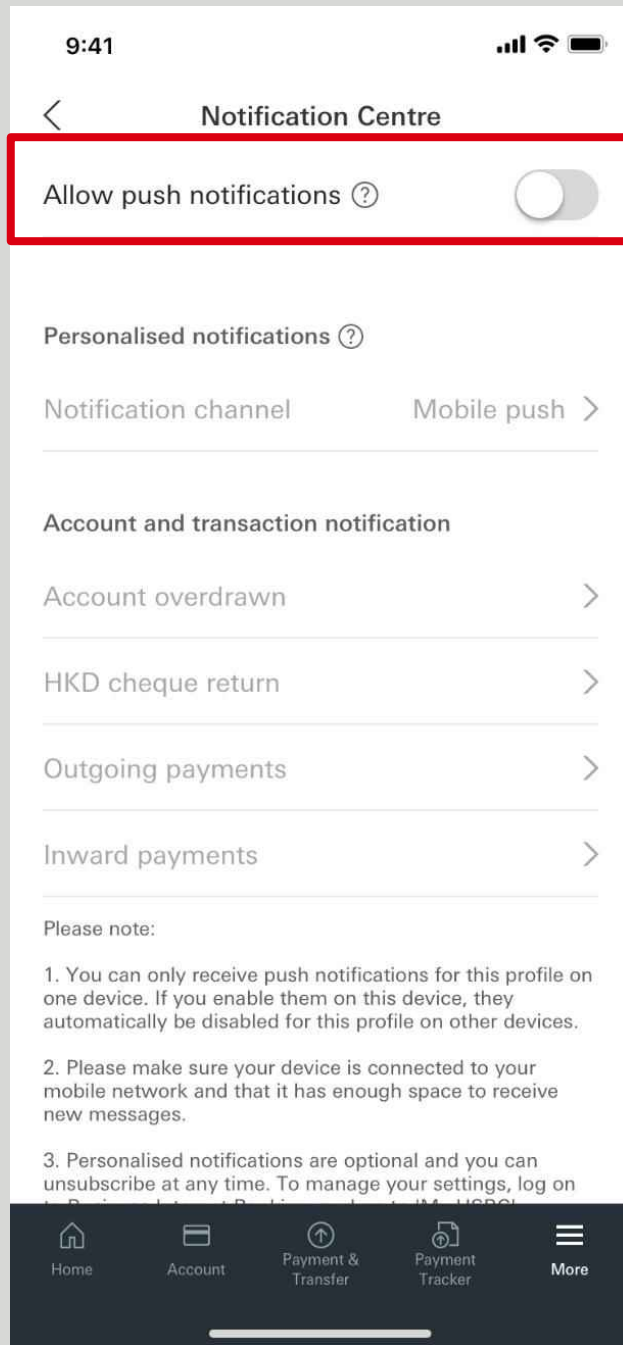 9:41
Notification Centre
Allow push notifications ?
Personalised notifications ?
Notification channel Mobile push
Account and transaction notification
Account overdrawn
HKD cheque return
Outgoing payments
Inward payments
Please note:
1. You can only receive push notifications for this profile on
one device. If you enable them on this device, they
automatically be disabled for this profile on other devices.
2. Please make sure your device is connected to your
mobile network and that it has enough space to receive
new messages.
3. Personalised notifications are optional and you can
unsubscribe at any time. To manage your settings, log on
Home
Account
Payment &
Transfer
Payment
Tracker
More